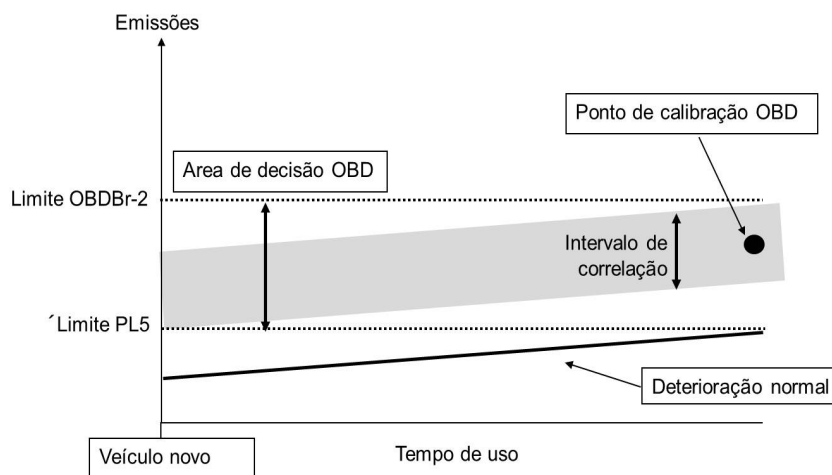 Emissões
Ponto de calibração OBD
Area de decisão OBD
Limite OBDBr-2
Intervalo de
correlação
´Limite PL5
Deterioração normal
Veículo novo
Tempo de uso